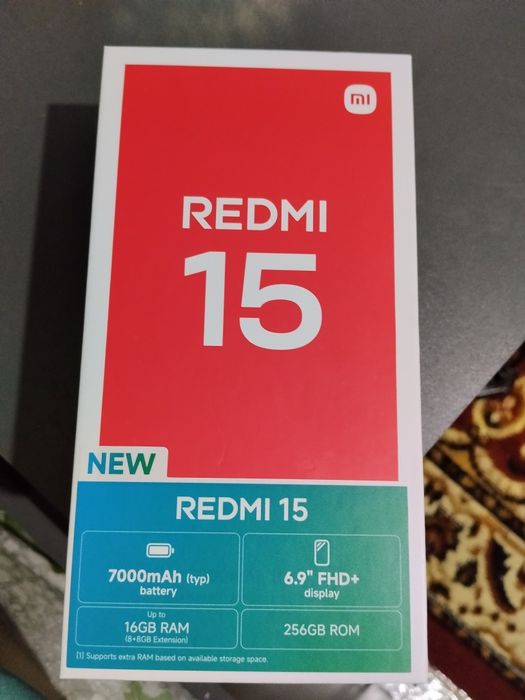 mi
REDMI
15
NEW
REDMI 15
7000mAh (typ)
battery
6.9" FHD+
display
Up to
16GB RAM
(8+8GB Extension)
256GB ROM
[1] Supports extra RAM based on available storage space.